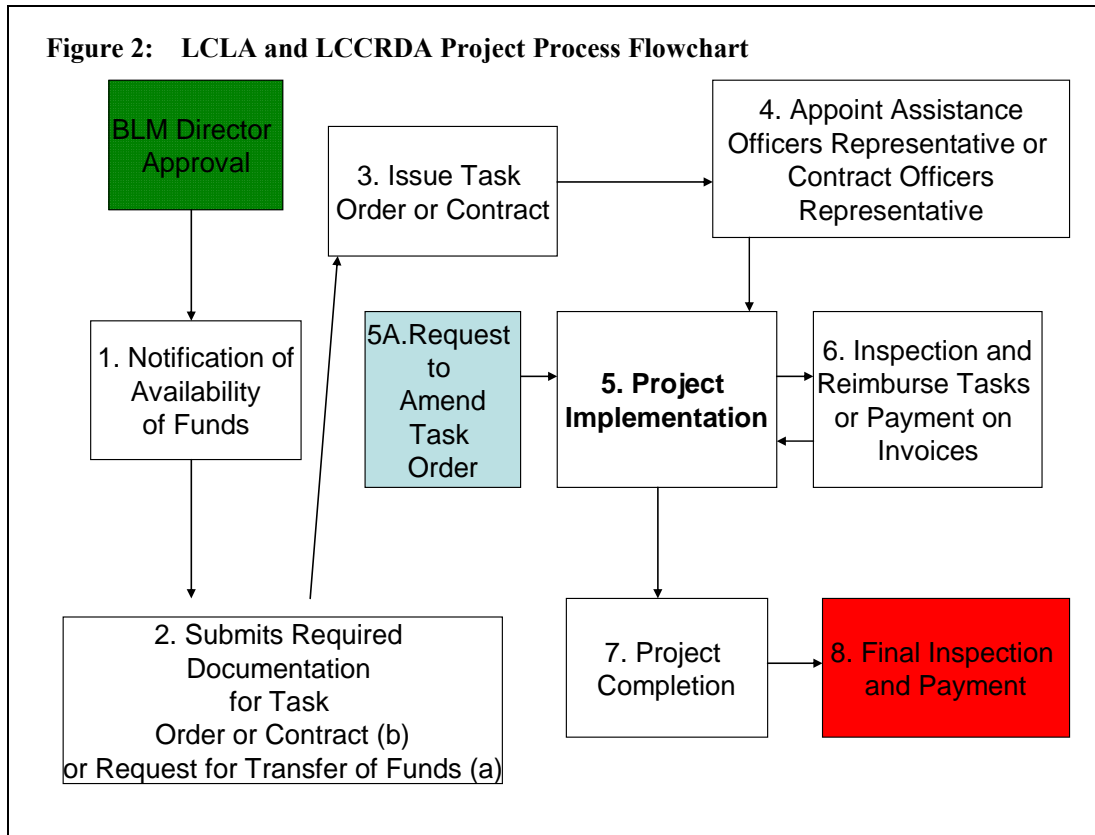 Figure 2: LCLA and LCCRDA Project Process Flowchart
BLM Director
Approval
1. Notification of
Availability
of Funds
2. Submits Required
Documentation
for Task
Order or Contract (b)
or Request for Transfer of Funds (a)
3. Issue Task
Order or Contract
4. Appoint Assistance
Officers Representative or
Contract Officers
Representative
5A.Request
to
Amend
Task
Order
5. Project
Implementation
6. Inspection and
Reimburse Tasks
or Payment on
Invoices
7. Project
Completion
8. Final Inspection
and Payment